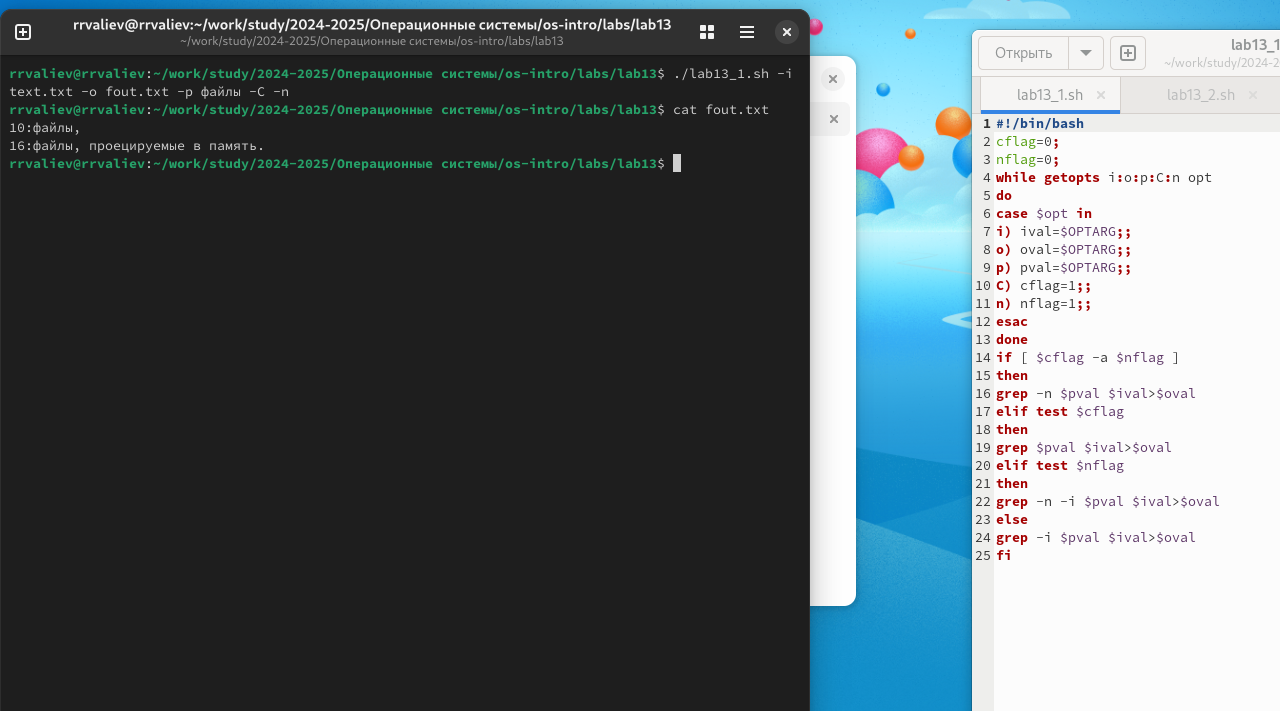 rrvaliev@rrvaliev:~/work/study/2024-2025/Операционные системы/os-intro/labs/lab13
~/work/study/2024-2025/Операционные системы/os-intro/labs/lab13
rrvaliev@rrvaliev:~/work/study/2024-2025/Операционные системы/os-intro/labs/lab13$ ./lab13_1.sh -i
text.txt -o fout.txt -p файлы -C -n
rrvaliev@rrvaliev:~/work/study/2024-2025/Операционные системы/os-intro/labs/lab13$ cat fout.txt
10:файлы,
16:файлы, проецируемые в память.
rrvaliev@rrvaliev:~/work/study/2024-2025/Операционные системы/os-intro/labs/lab13$
Открыть
lab13_1
~/work/study/2024-2
lab13_1.sh
lab13_2.sh
1 #!/bin/bash
2 cflag=0;
3 nflag=0;
4 while getopts i:o:p:C:n opt
5 do
6 case $opt in
7 i) ival=$OPTARG;;
8 o) oval=$OPTARG;;
9 p) pval=$OPTARG;;
10 C) cflag=1;;
11 n) nflag=1;;
12 esac
13 done
14 if [ $cflag -a $nflag ]
15 then
16 grep -n $pval $ival>$oval
17 elif test $cflag
18 then
19 grep $pval $ival>$oval
20 elif test $nflag
21 then
22 grep -n -i $pval $ival>$oval
23 else
24 grep -i $pval $ival>$oval
25 fi